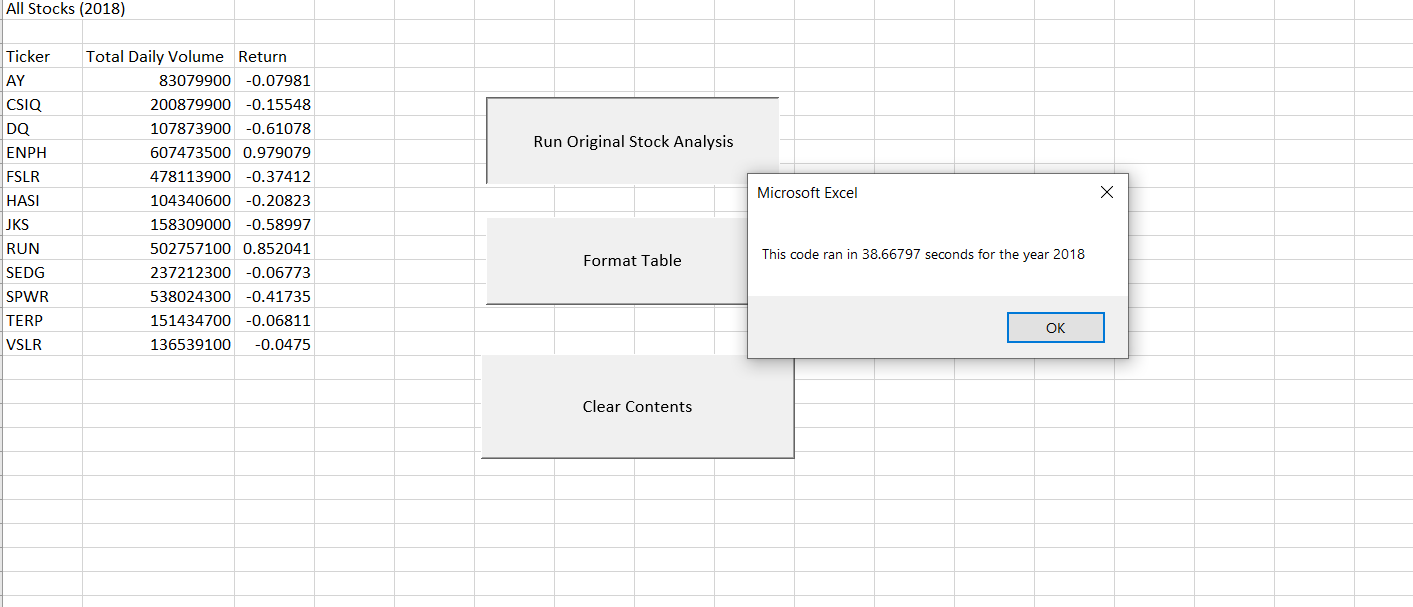 All Stocks (2018)
Ticker Total Daily Volume Return
AY 83079900 -0.07981
CSIQ 200879900 -0.15548
DQ 107873900 -0.61078
ENPH 607473500 0.979079
FSLR 478113900 -0.37412
HASI 104340600 -0.20823
JKS 158309000 -0.58997
RUN 502757100 0.852041
SEDG 237212300 -0.06773
SPWR 538024300 -0.41735
TERP 151434700 -0.06811
VSLR 136539100 -0.0475
Run Original Stock Analysis
Format Table
Clear Contents
Microsoft Excel
This code ran in 38.66797 seconds for the year 2018
OK